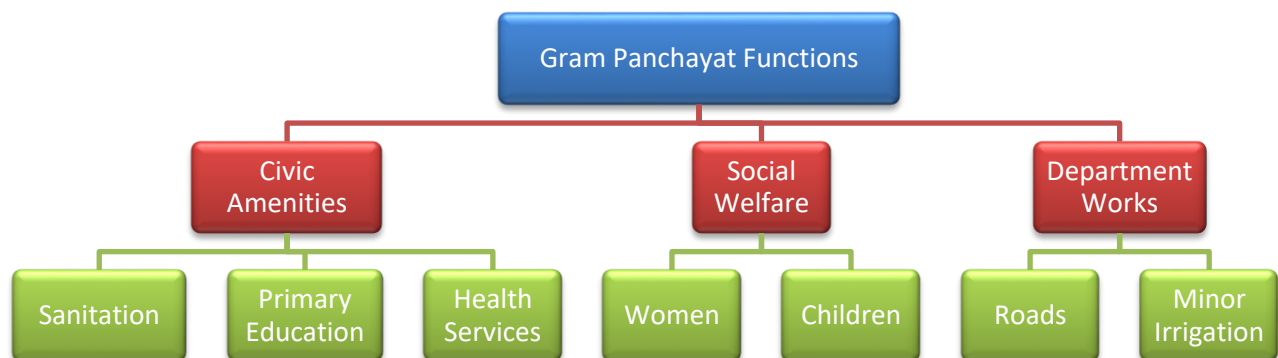 Gram Panchayat Functions
Civic
Amenities
Social
Welfare
Department
Works
Sanitation
Primary
Education
Health
Services
Women
Children
Roads
Minor
Irrigation